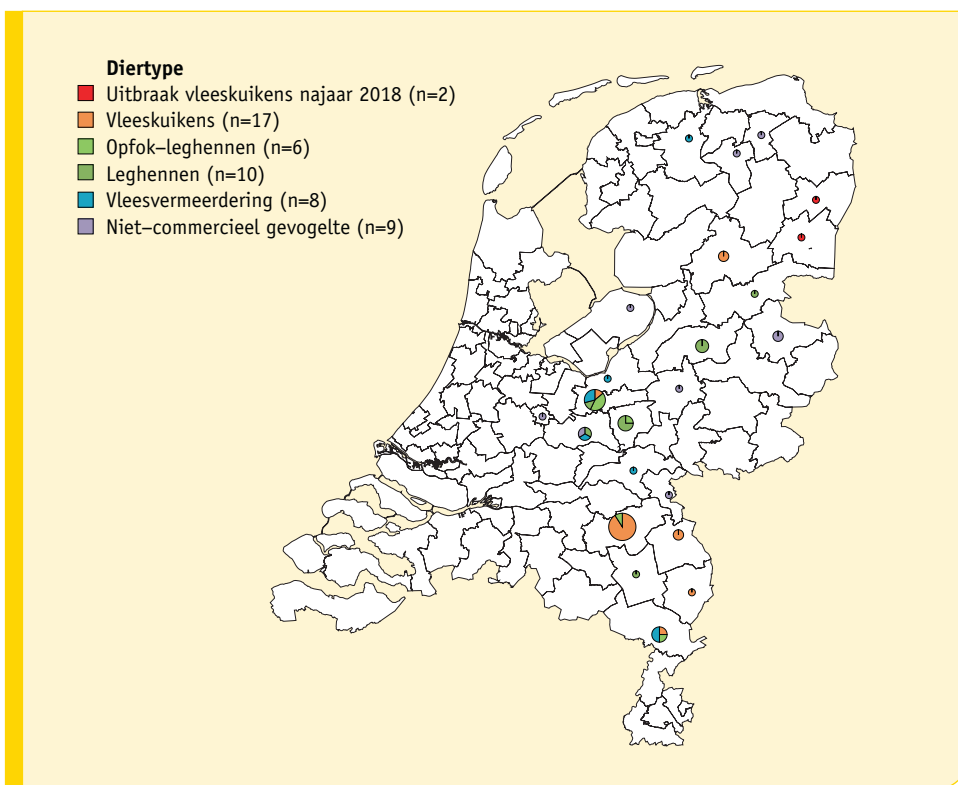 Diertype
Uitbraak vleeskuikens najaar 2018 (n=2)
Vleeskuikens (n=17)
Opfok–leghennen (n=6)
Leghennen (n=10)
Vleesvermeerdering (n=8)
Niet–commercieel gevogelte (n=9)